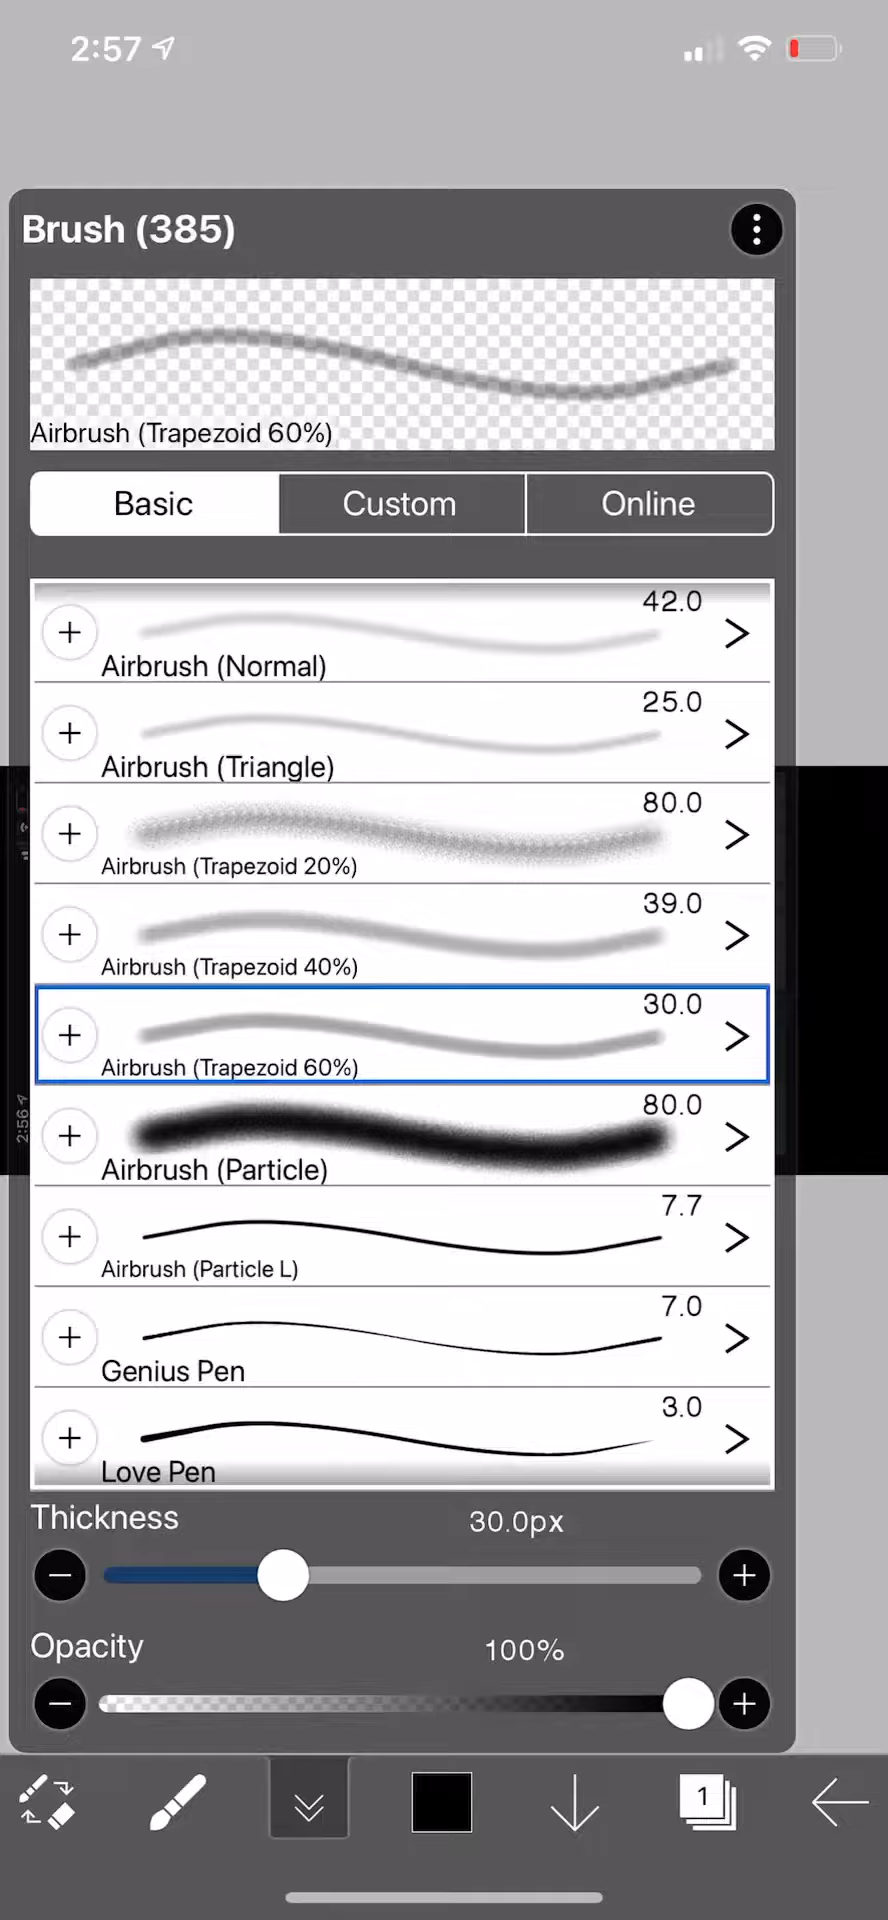 2:57
Brush (385)
Airbrush (Trapezoid 60%)
Basic
Custom
Online
42.0
Airbrush (Normal)
25.0
Airbrush (Triangle)
80.0
Airbrush (Trapezoid 20%)
39.0
Airbrush (Trapezoid 40%)
30.0
Airbrush (Trapezoid 60%)
80.0
Airbrush (Particle)
7.7
Airbrush (Particle L)
7.0
Genius Pen
3.0
Love Pen
2:56
Thickness 30.0px
Opacity 100%
1